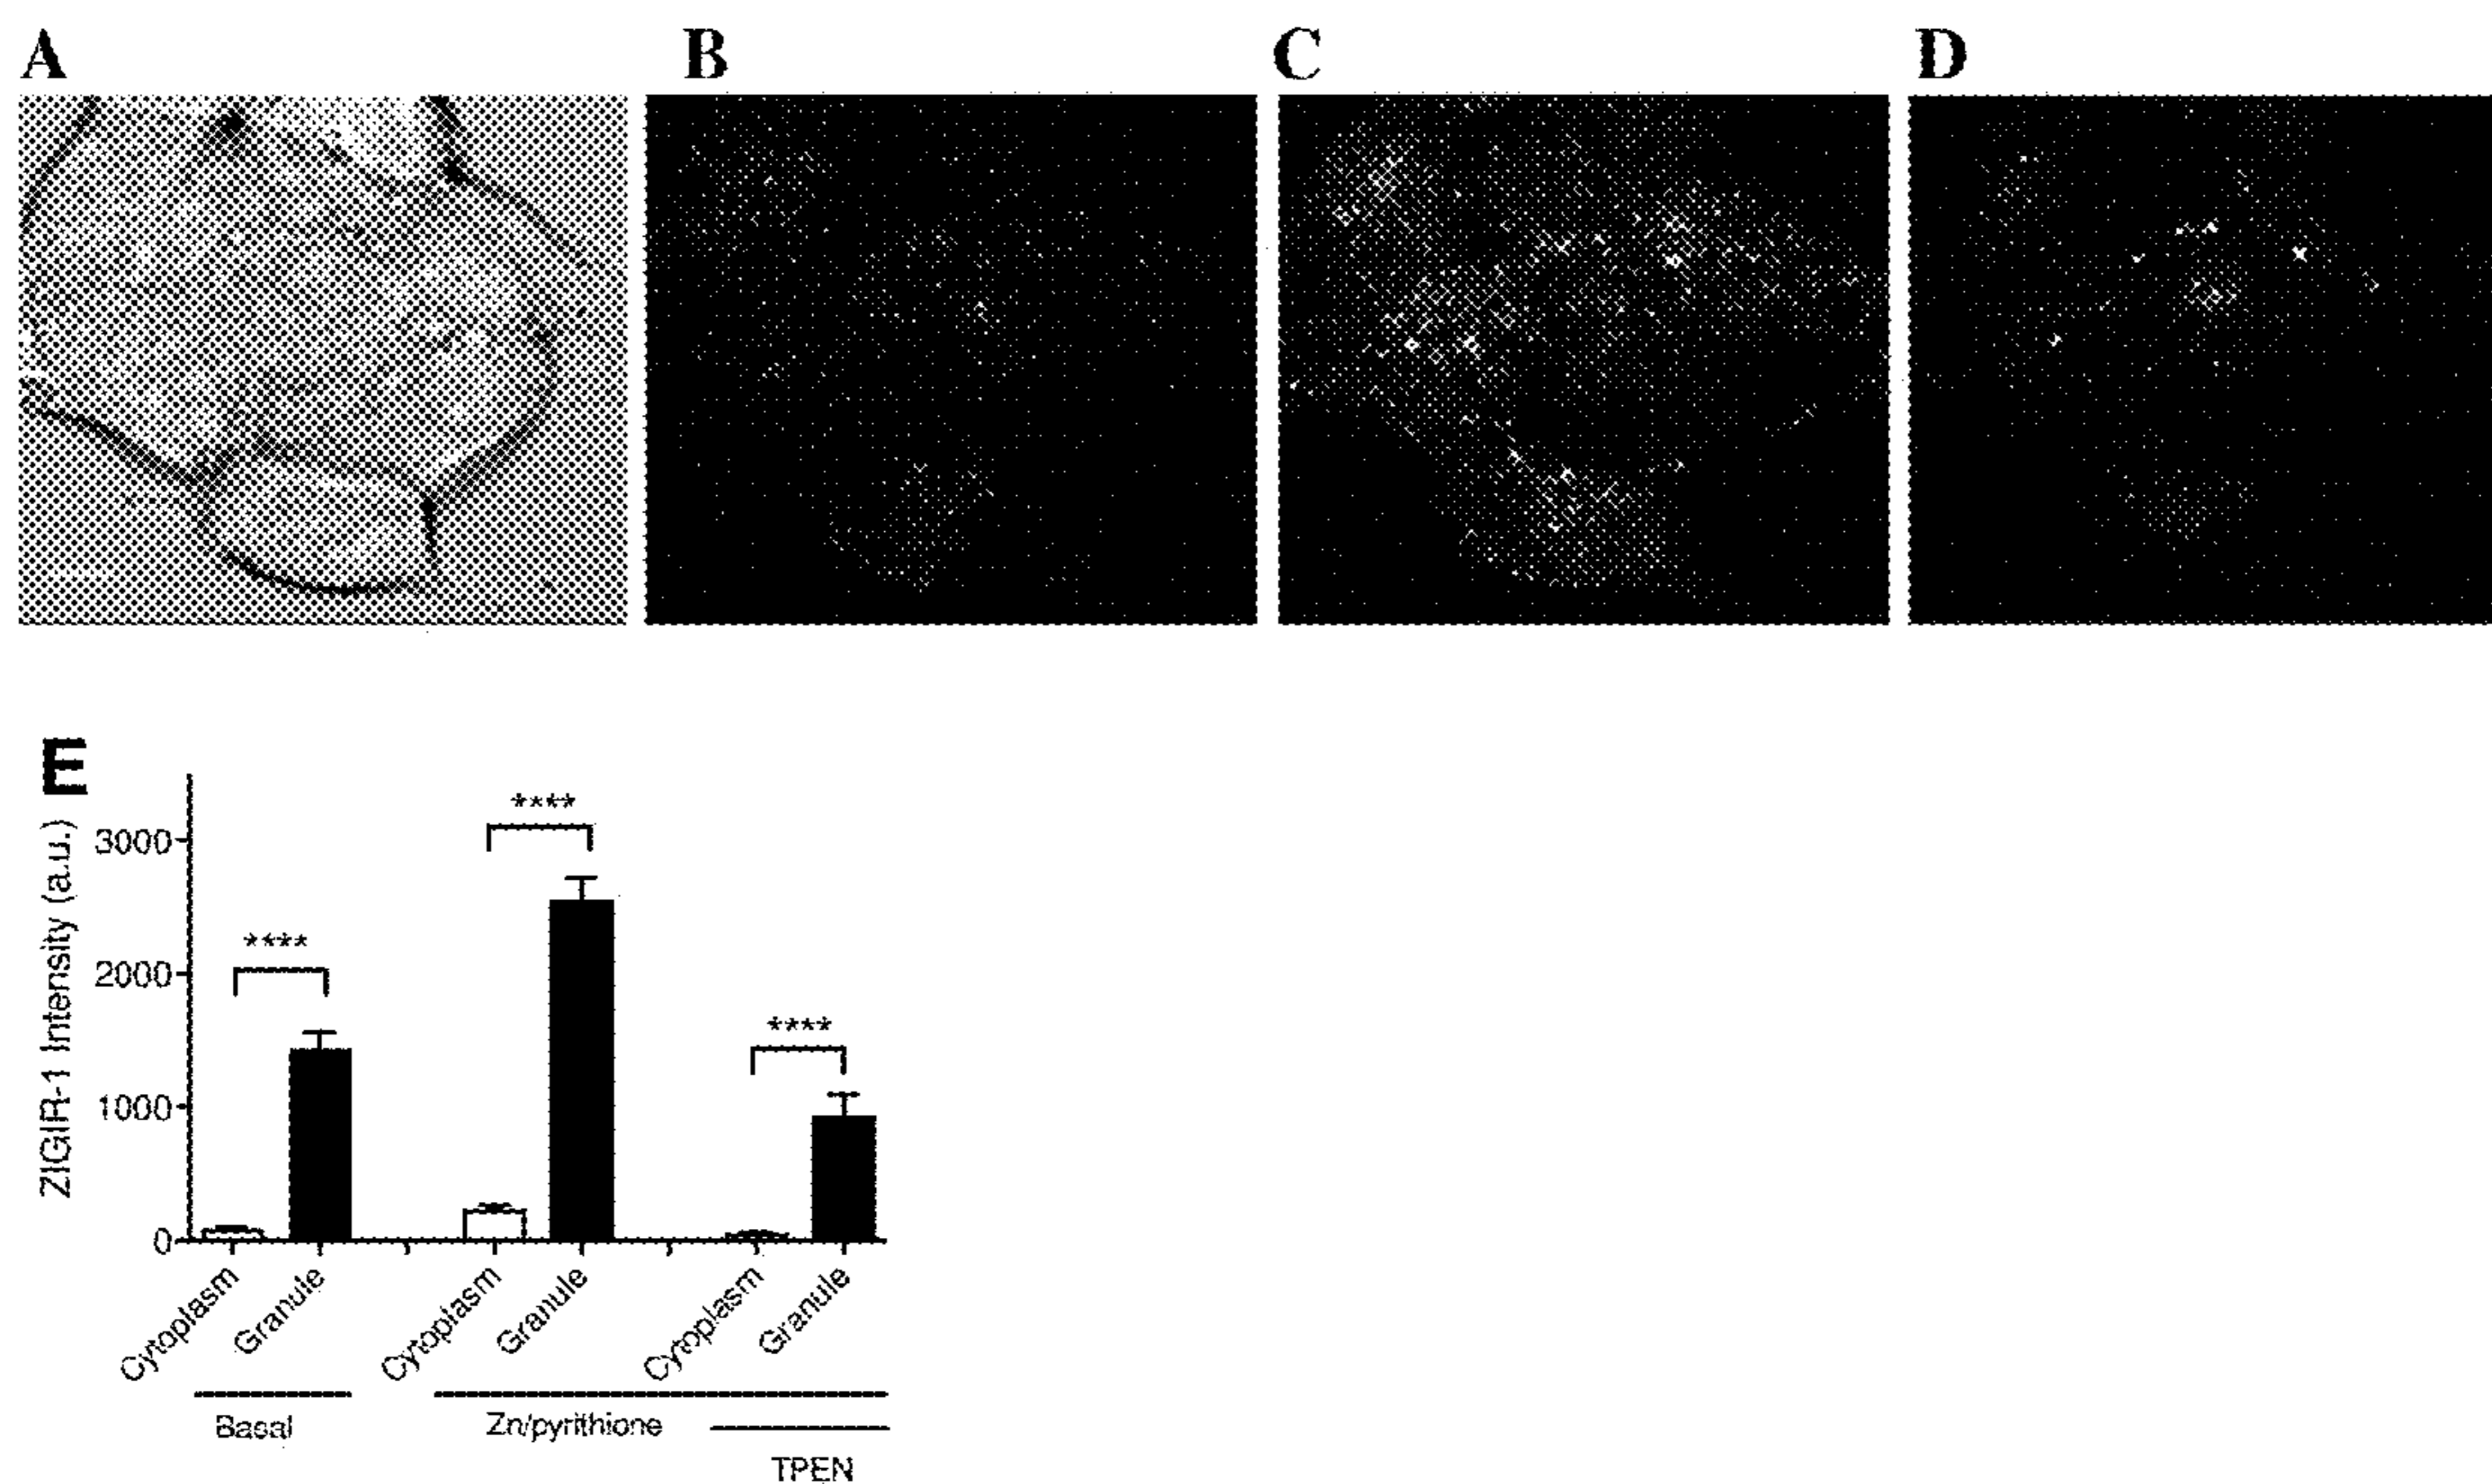 A B C D
E
ZIGIR-1 Intensity (a.u.)
3000
2000
1000
0
****
****
****
Cytoplasm
Granule
Cytoplasm
Granule
Cytoplasm
Granule
Basal
Zn/pyrithione
TPEN